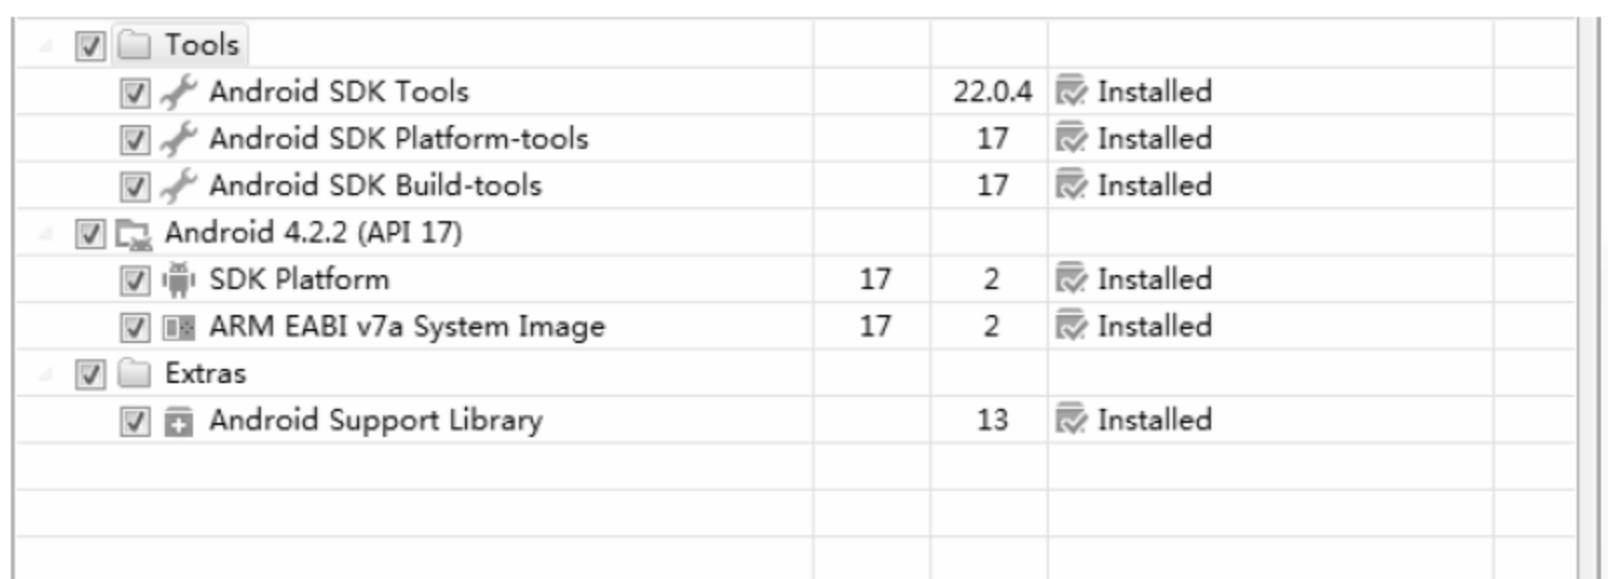 Tools
Android SDK Tools 22.0.4 Installed
Android SDK Platform-tools 17 Installed
Android SDK Build-tools 17 Installed
Android 4.2.2 (API 17)
SDK Platform 17 2 Installed
ARM EABI v7a System Image 17 2 Installed
Extras
Android Support Library 13 Installed